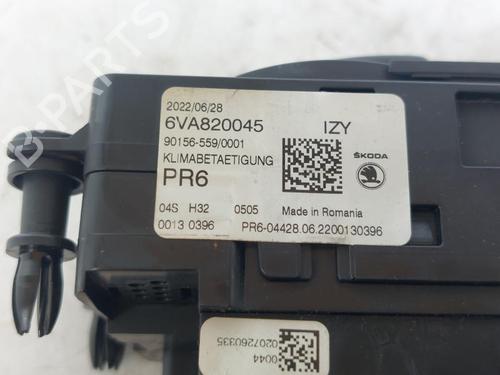 2022/06/28
6VA820045 IZY
90156-559/0001
KLIMABETAETIGUNG
PR6
ŠKODA
04S H32 0505 Made in Romania
0013 0396 PR6-04428.06.2200130396
0044
0207260335